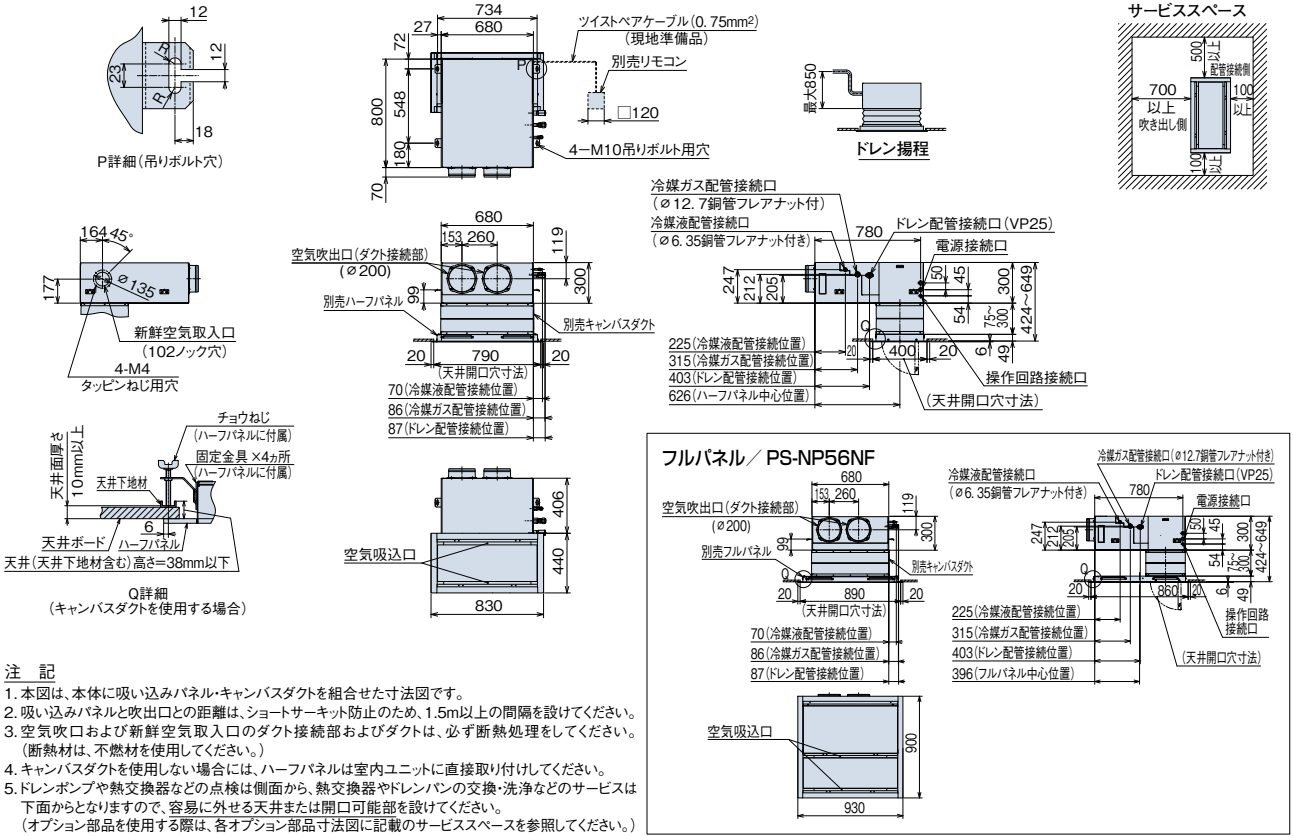 12
12
23
R
R
18
P詳細（吊りボルト穴）
734
27
680
72
P
800
548
180
70
ツイストペアケーブル（0.75mm²）
（現地準備品）
別売リモコン
□120
4－M10吊りボルト用穴
最大850
ドレン揚程
サービススペース
500
以上
配管接続側
700
以上
吹き出し側
100
以上
100
以上
164
45°
177
ø135
新鮮空気取入口
（102ノック穴）
4-M4
タッピンねじ用穴
680
153
260
119
空気吹出口（ダクト接続部）
（ø200）
300
99
別売ハーフパネル
別売キャンバスダクト
20
790
20
（天井開口穴寸法）
70（冷媒液配管接続位置）
86（冷媒ガス配管接続位置）
87（ドレン配管接続位置）
冷媒ガス配管接続口
（ø12.7銅管フレアナット付）
冷媒液配管接続口
（ø6.35銅管フレアナット付き）
ドレン配管接続口（VP25）
780
電源接続口
247
212
205
50
45
54
300
75～
300
424～649
Q
6
49
20
400
20
225（冷媒液配管接続位置）
315（冷媒ガス配管接続位置）
403（ドレン配管接続位置）
626（ハーフパネル中心位置）
操作回路接続口
（天井開口穴寸法）
チョウねじ
（ハーフパネルに付属）
固定金具×4ヵ所
（ハーフパネルに付属）
天井面厚さ
10mm以上
天井下地材
6
天井ボード
ハーフパネル
天井（天井下地材含む）高さ=38mm以下
Q詳細
（キャンバスダクトを使用する場合）
406
440
空気吸込口
830
フルパネル／PS-NP56NF
680
153
260
119
空気吹出口（ダクト接続部）
（ø200）
300
99
別売フルパネル
別売キャンバスダクト
Q
20
890
20
（天井開口穴寸法）
70（冷媒液配管接続位置）
86（冷媒ガス配管接続位置）
87（ドレン配管接続位置）
冷媒ガス配管接続口（ø12.7銅管フレアナット付き）
冷媒液配管接続口
（ø6.35銅管フレアナット付き）
ドレン配管接続口（VP25）
780
電源接続口
247
212
205
50
45
54
300
75～
300
424～649
Q
6
49
20
860
20
225（冷媒液配管接続位置）
315（冷媒ガス配管接続位置）
403（ドレン配管接続位置）
396（フルパネル中心位置）
操作回路
接続口
（天井開口穴寸法）
空気吸込口
900
930
注　記
1. 本図は、本体に吸い込みパネル・キャンバスダクトを組合せた寸法図です。
2. 吸い込みパネルと吹出口との距離は、ショートサーキット防止のため、1.5m以上の間隔を設けてください。
3. 空気吹口および新鮮空気取入口のダクト接続部およびダクトは、必ず断熱処理をしてください。
（断熱材は、不燃材を使用してください。）
4. キャンバスダクトを使用しない場合には、ハーフパネルは室内ユニットに直接取り付けしてください。
5. ドレンポンプや熱交換器などの点検は側面から、熱交換器やドレンパンの交換・洗浄などのサービスは
下面からとなりますので、容易に外せる天井または開口可能部を設けてください。
（オプション部品を使用する際は、各オプション部品寸法図に記載のサービススペースを参照してください。）